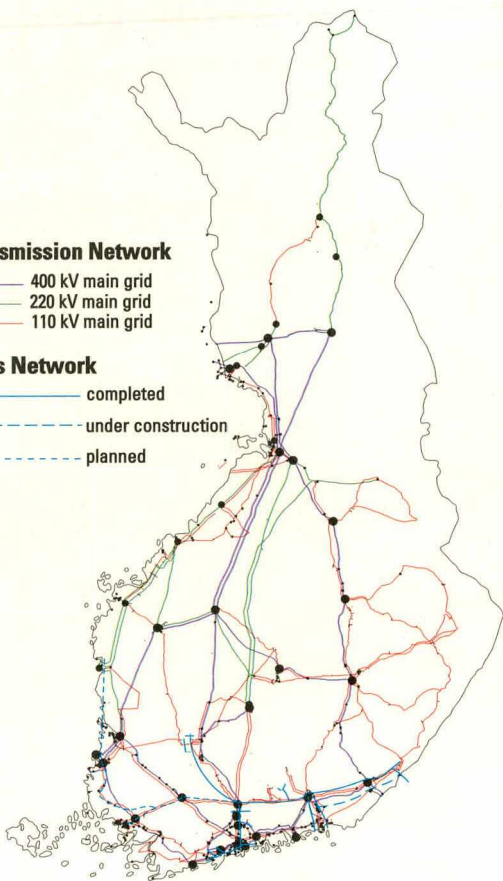 smission Network
400 kV main grid
220 kV main grid
110 kV main grid
s Network
completed
under construction
planned